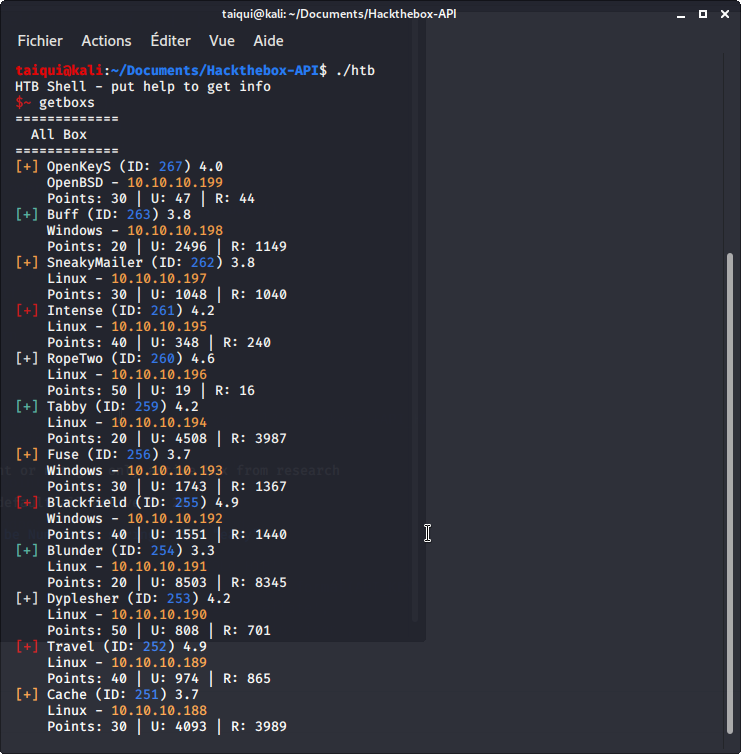 taiqui@kali: ~/Documents/Hackthebox-API
Fichier Actions Éditer Vue Aide
taiqui@kali:~/Documents/Hackthebox-API$ ./htb
HTB Shell - put help to get info
$~ getboxs
=============
All Box
=============
[+] OpenKeyS (ID: 267) 4.0
OpenBSD - 10.10.10.199
Points: 30 | U: 47 | R: 44
[+] Buff (ID: 263) 3.8
Windows - 10.10.10.198
Points: 20 | U: 2496 | R: 1149
[+] SneakyMailer (ID: 262) 3.8
Linux - 10.10.10.197
Points: 30 | U: 1048 | R: 1040
[+] Intense (ID: 261) 4.2
Linux - 10.10.10.195
Points: 40 | U: 348 | R: 240
[+] RopeTwo (ID: 260) 4.6
Linux - 10.10.10.196
Points: 50 | U: 19 | R: 16
[+] Tabby (ID: 259) 4.2
Linux - 10.10.10.194
Points: 20 | U: 4508 | R: 3987
[+] Fuse (ID: 256) 3.7
Windows - 10.10.10.193
from research
Points: 30 | U: 1743 | R: 1367
[+] Blackfield (ID: 255) 4.9
Windows - 10.10.10.192
Points: 40 | U: 1551 | R: 1440
[+] Blunder (ID: 254) 3.3
Linux - 10.10.10.191
Points: 20 | U: 8503 | R: 8345
[+] Dyplesher (ID: 253) 4.2
Linux - 10.10.10.190
Points: 50 | U: 808 | R: 701
[+] Travel (ID: 252) 4.9
Linux - 10.10.10.189
Points: 40 | U: 974 | R: 865
[+] Cache (ID: 251) 3.7
Linux - 10.10.10.188
Points: 30 | U: 4093 | R: 3989